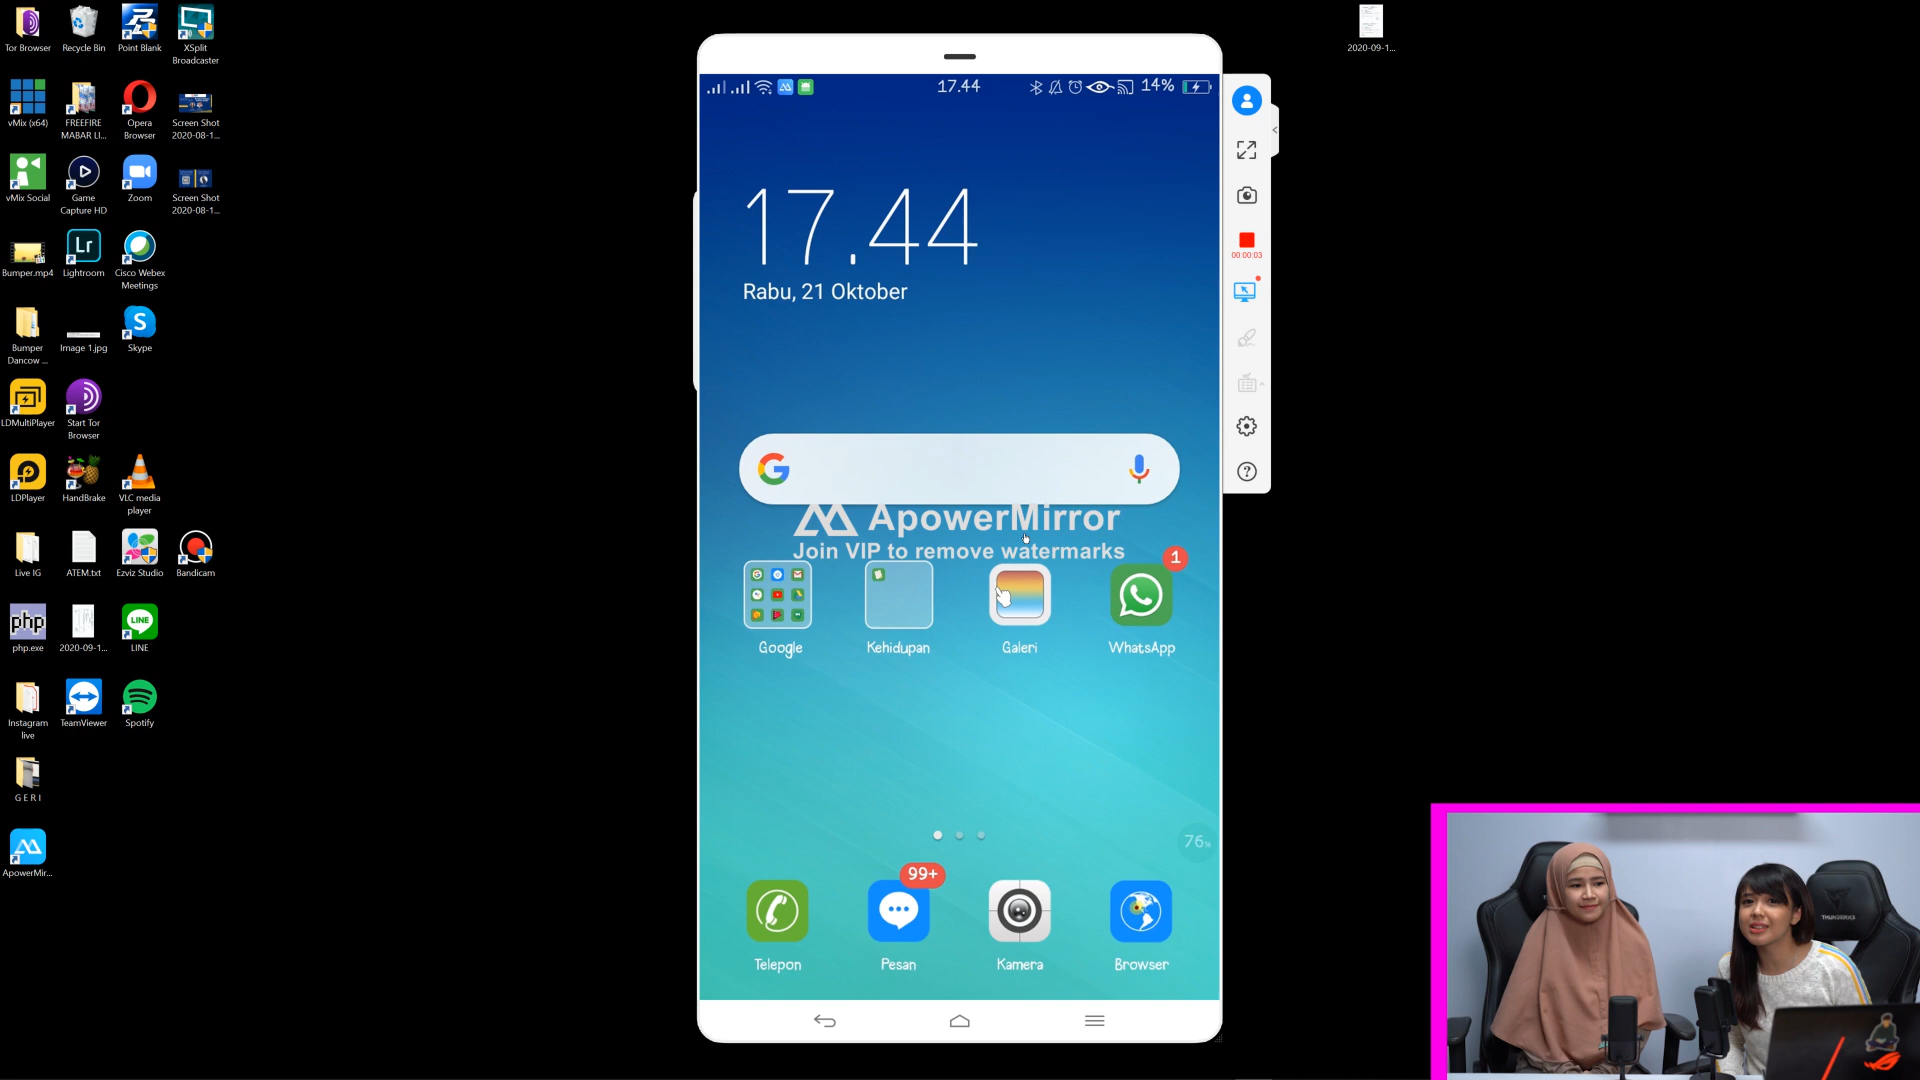 Tor Browser
Recycle Bin
Point Blank
XSplit
Broadcaster
2020-09-1...
vMix (x64)
FREEFIRE
MABAR LI...
Opera
Browser
Screen Shot
2020-08-1...
vMix Social
Game
Capture HD
Zoom
Screen Shot
2020-08-1...
Bumper.mp4
Lr
Lightroom
Cisco Webex
Meetings
Bumper
Dancow ...
Image 1.jpg
Skype
LDMultiPlayer
Start Tor
Browser
LDPlayer
HandBrake
VLC media
player
Live IG
ATEM.txt
Ezviz Studio
Bandicam
php
php.exe
2020-09-1...
LINE
LINE
Instagram
live
TeamViewer
Spotify
G E R I
ApowerMir...
17.44
14%
17.44
Rabu, 21 Oktober
00:00:03
ApowerMirror
Join VIP to remove watermarks
1
Google
Kehidupan
Galeri
WhatsApp
76%
99+
Telepon
Pesan
Kamera
Browser